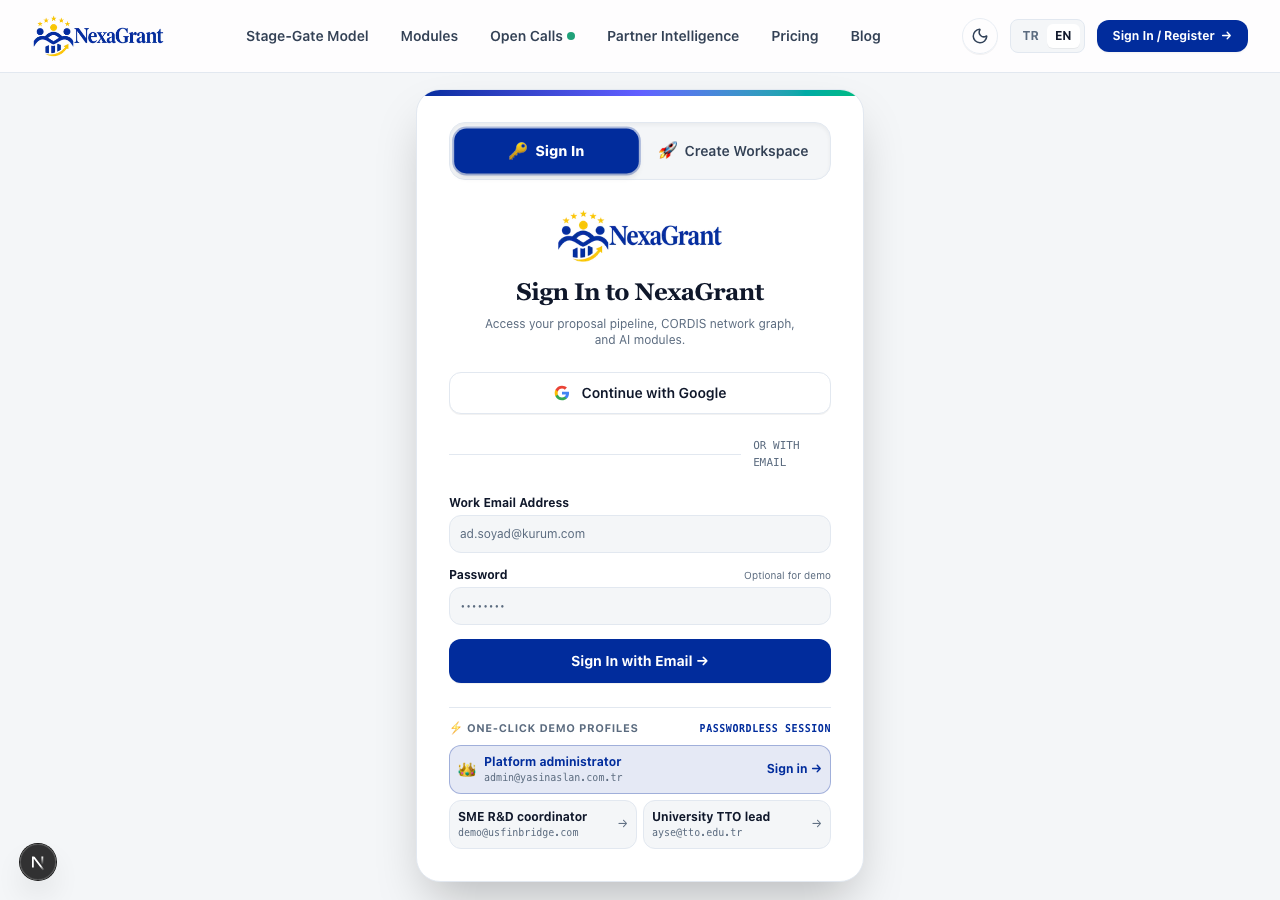 NexaGrant
Stage-Gate Model
Modules
Open Calls
Partner Intelligence
Pricing
Blog
TR
EN
Sign In / Register →
🔑 Sign In
🚀 Create Workspace
NexaGrant
Sign In to NexaGrant
Access your proposal pipeline, CORDIS network graph,
and AI modules.
Continue with Google
OR WITH
EMAIL
Work Email Address
ad.soyad@kurum.com
Password
Optional for demo
••••••••
Sign In with Email →
⚡ ONE-CLICK DEMO PROFILES
PASSWORDLESS SESSION
👑 Platform administrator
admin@yasinaslan.com.tr
Sign in →
SME R&D coordinator
demo@usfinbridge.com
→
University TTO lead
ayse@tto.edu.tr
→
N